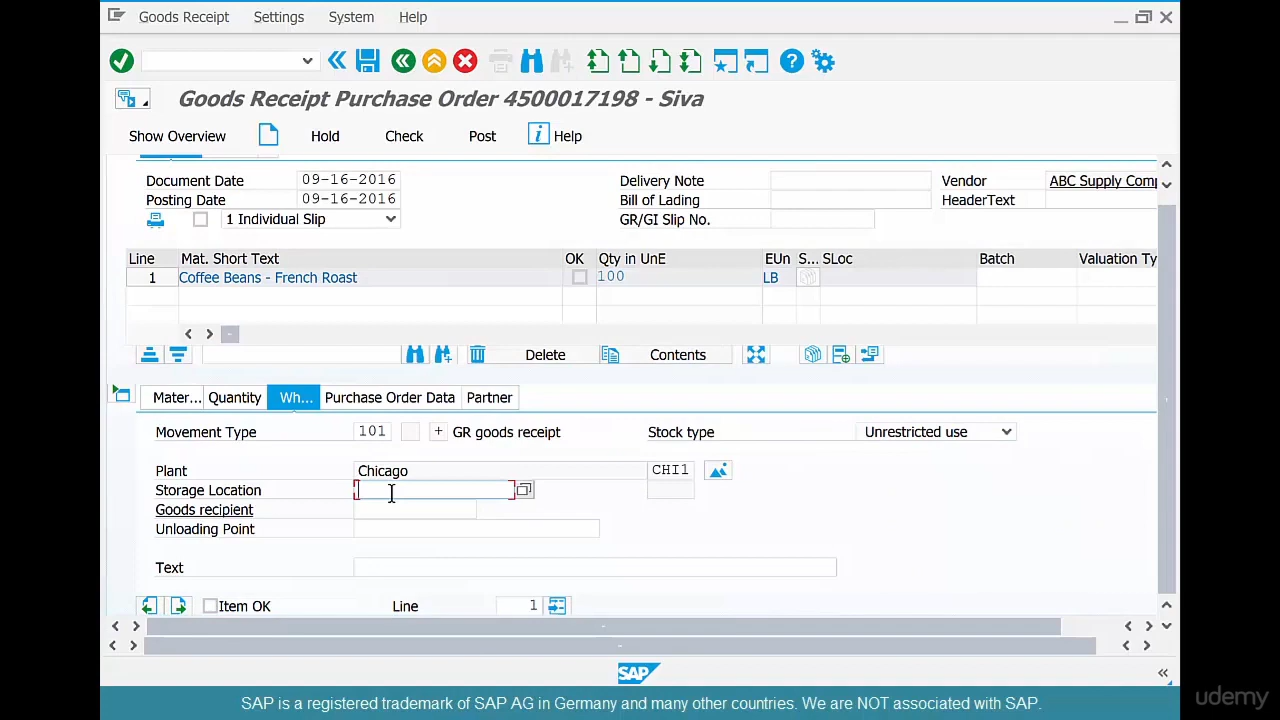 Goods Receipt Settings System Help
Goods Receipt Purchase Order 4500017198 - Siva
Show Overview Hold Check Post i Help
Document Date 09-16-2016 Delivery Note Vendor ABC Supply Comp
Posting Date 09-16-2016 Bill of Lading HeaderText
1 Individual Slip GR/GI Slip No.
Line Mat. Short Text OK Qty in UnE EUn S... SLoc Batch Valuation Ty
1 Coffee Beans - French Roast 100 LB
Delete Contents
Mater... Quantity Wh... Purchase Order Data Partner
Movement Type 101 + GR goods receipt Stock type Unrestricted use
Plant Chicago CHI1
Storage Location
Goods recipient
Unloading Point
Text
Item OK Line 1
SAP
SAP is a registered trademark of SAP AG in Germany and many other countries. We are NOT associated with SAP.
udemy